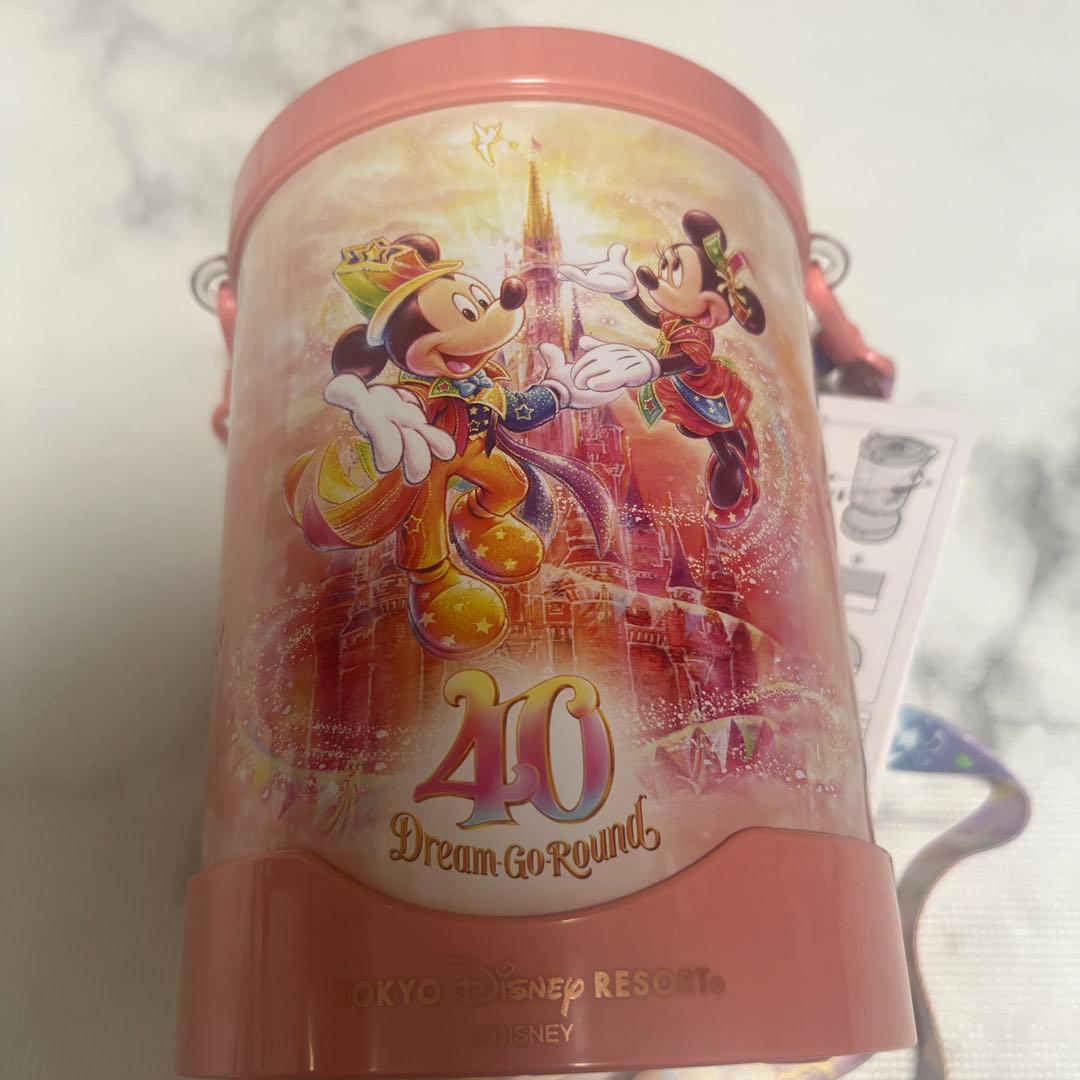 40
Dream-Go-Round
TOKYO Disney RESORT®
© DISNEY